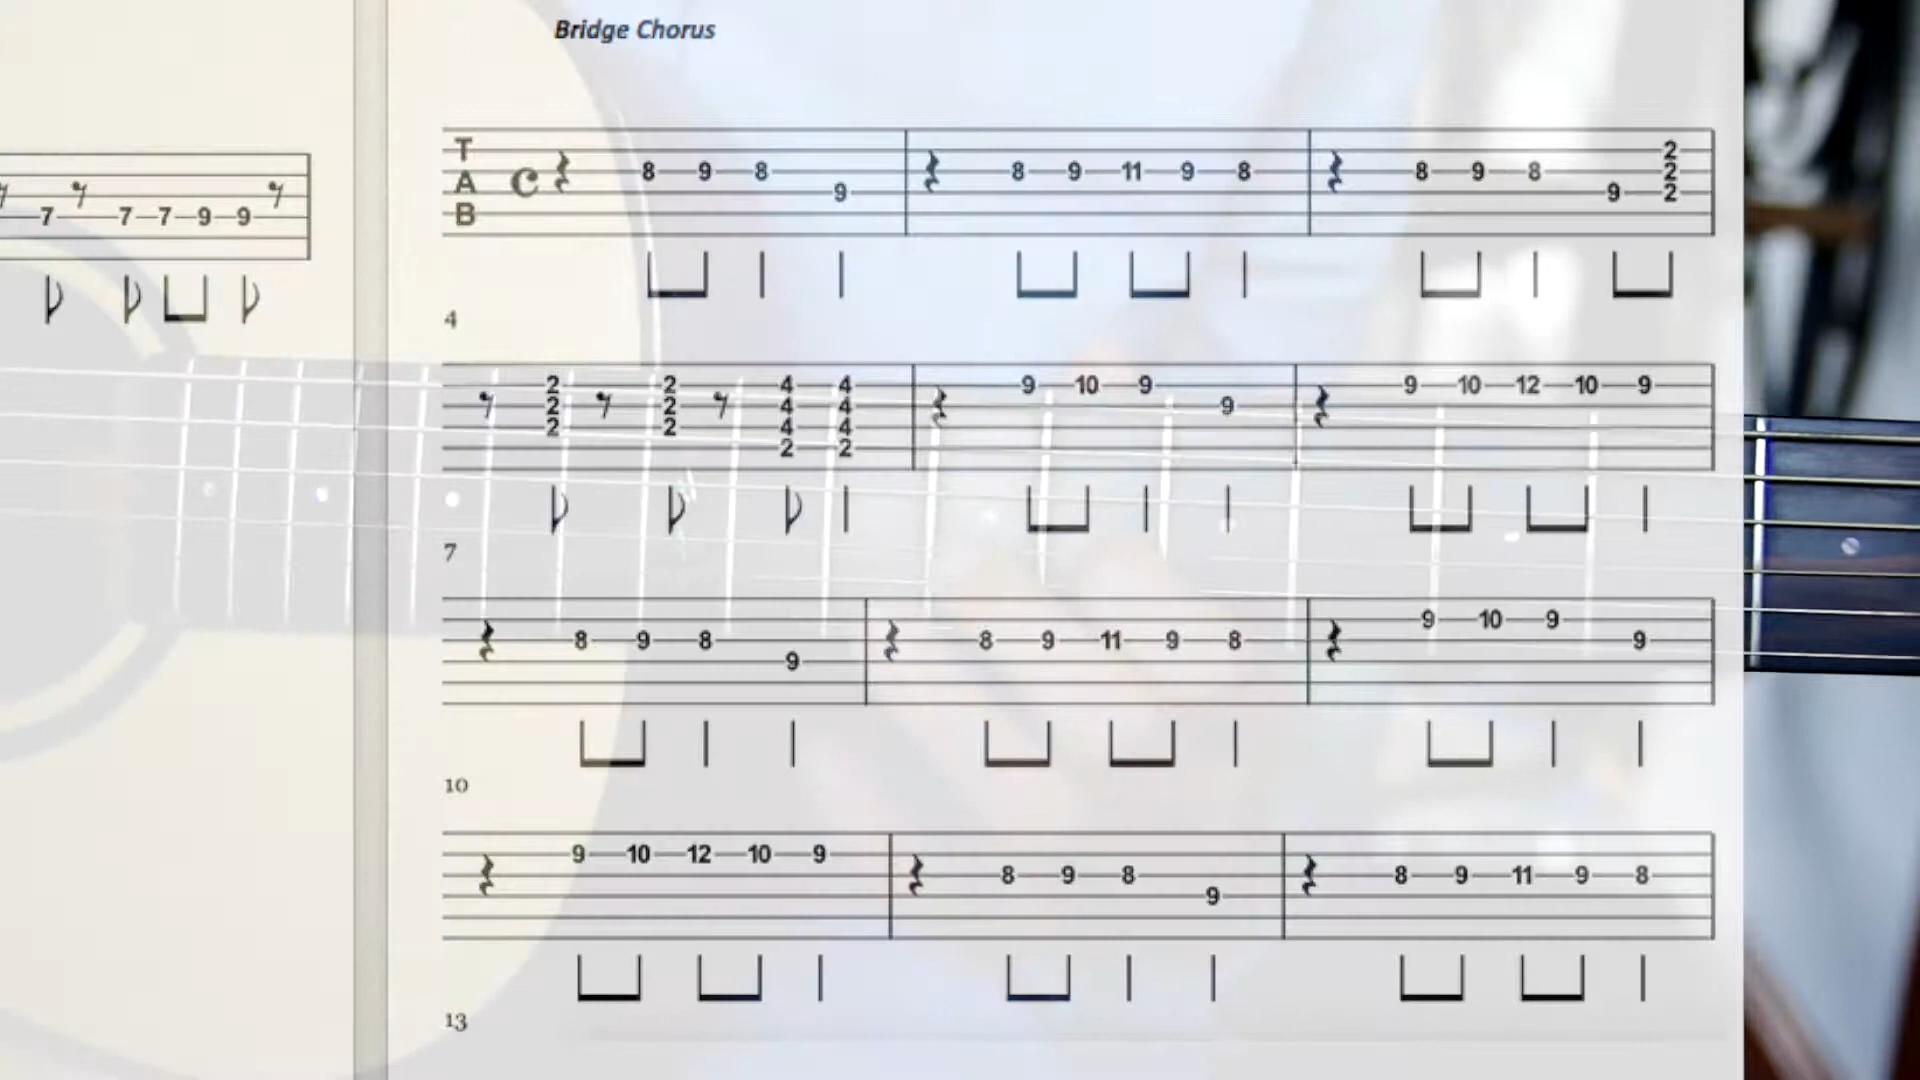 Bridge Chorus
7 7 7 9 9
T
A
B
C 8 9 8 9 8 9 11 9 8 8 9 8 9 2
2
2
4
2
2
2 2
2
2 4
4
4
2 4
4
4
2 9 10 9 9 9 10 12 10 9
7
8 9 8 9 8 9 11 9 8 9 10 9 9
10
9 10 12 10 9 8 9 8 9 8 9 11 9 8
13